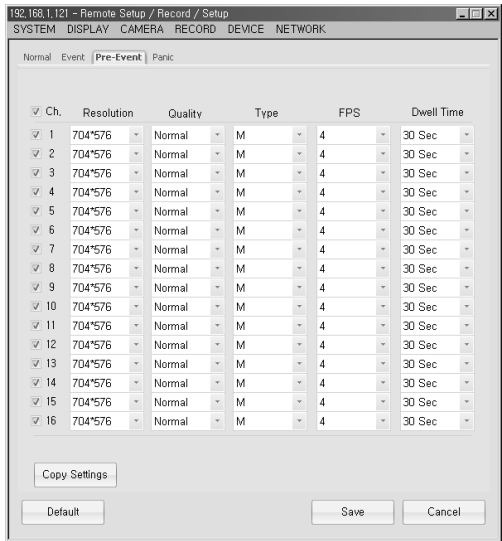 192,168,1,121 - Remote Setup / Record / Setup
SYSTEM DISPLAY CAMERA RECORD DEVICE NETWORK
Normal Event Pre-Event Panic
Ch, Resolution Quality Type FPS Dwell Time
1 704*576 Normal M 4 30 Sec
2 704*576 Normal M 4 30 Sec
3 704*576 Normal M 4 30 Sec
4 704*576 Normal M 4 30 Sec
5 704*576 Normal M 4 30 Sec
6 704*576 Normal M 4 30 Sec
7 704*576 Normal M 4 30 Sec
8 704*576 Normal M 4 30 Sec
9 704*576 Normal M 4 30 Sec
10 704*576 Normal M 4 30 Sec
11 704*576 Normal M 4 30 Sec
12 704*576 Normal M 4 30 Sec
13 704*576 Normal M 4 30 Sec
14 704*576 Normal M 4 30 Sec
15 704*576 Normal M 4 30 Sec
16 704*576 Normal M 4 30 Sec
Copy Settings
Default Save Cancel